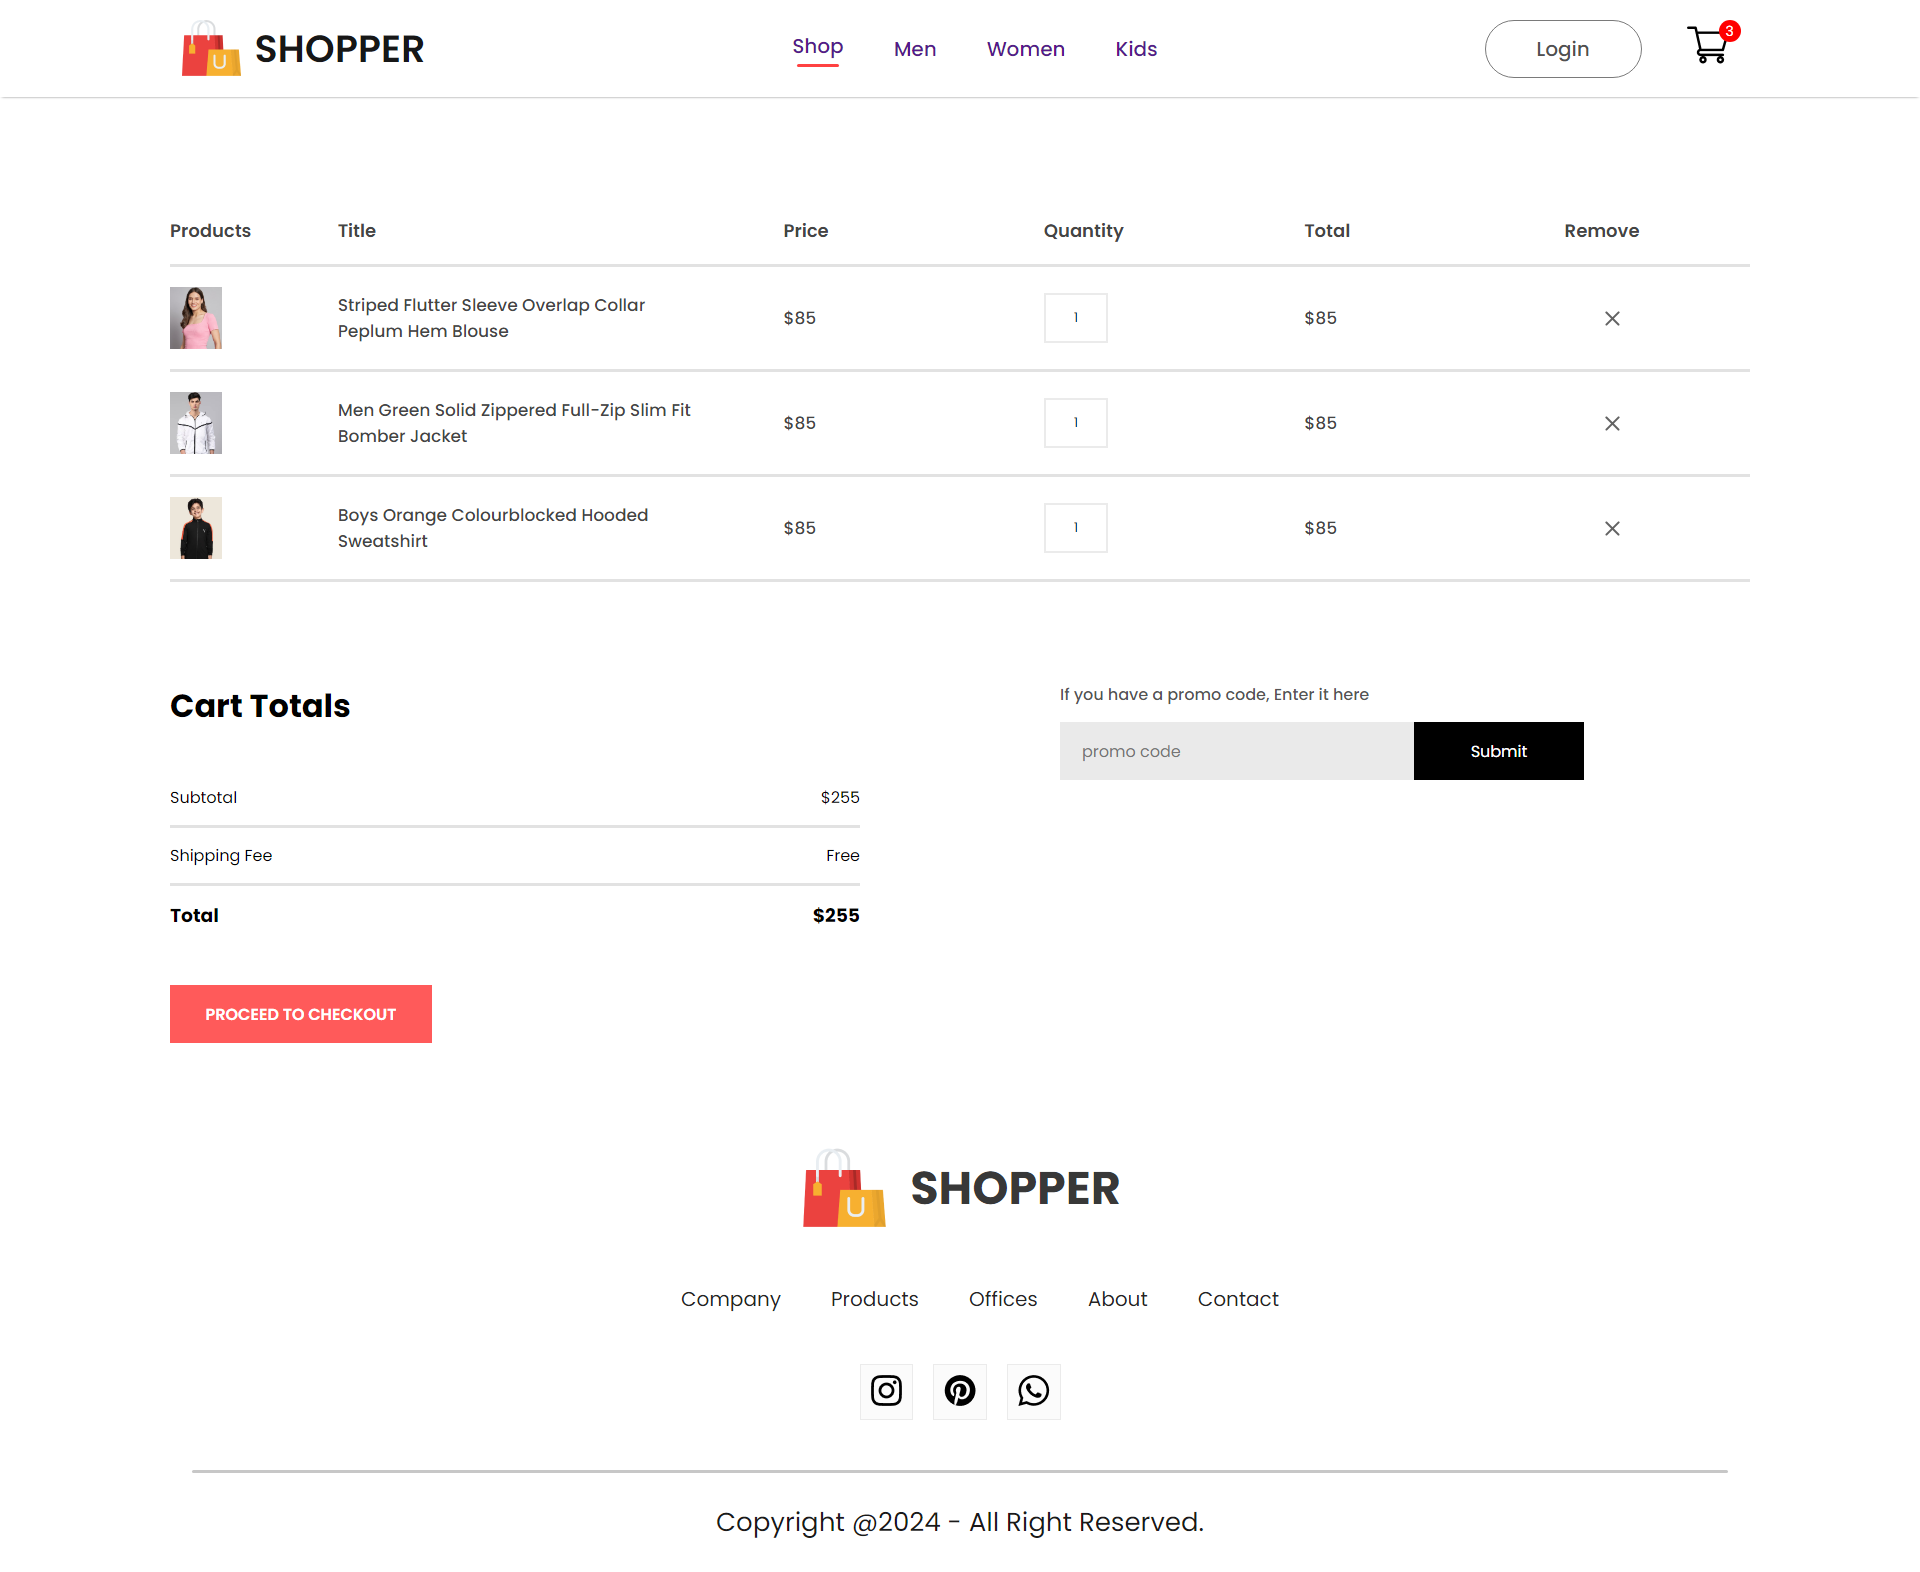 SHOPPER
Shop Men Women Kids
Login
3
Products Title Price Quantity Total Remove
Striped Flutter Sleeve Overlap Collar
Peplum Hem Blouse
$85 1 $85
Men Green Solid Zippered Full-Zip Slim Fit
Bomber Jacket
$85 1 $85
Boys Orange Colourblocked Hooded
Sweatshirt
$85 1 $85
Cart Totals
Subtotal $255
Shipping Fee Free
Total $255
PROCEED TO CHECKOUT
If you have a promo code, Enter it here
promo code Submit
SHOPPER
Company Products Offices About Contact
Copyright @2024 - All Right Reserved.